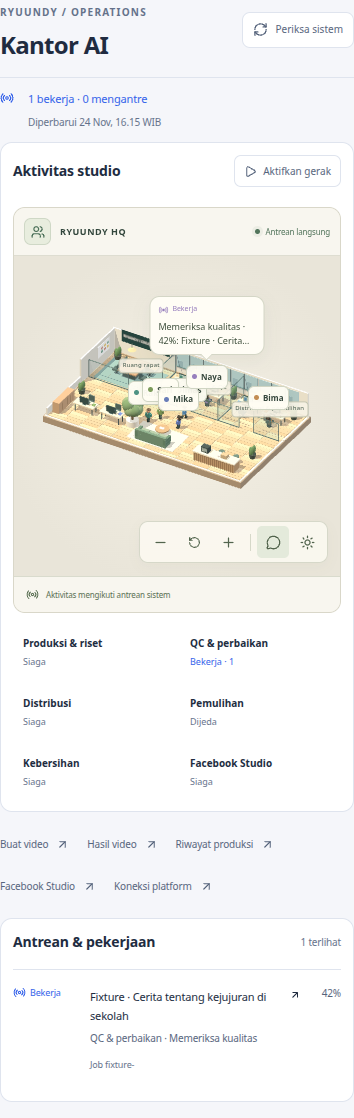 RYUUNDY / OPERATIONS
Kantor AI
Periksa sistem
1 bekerja · 0 mengantre
Diperbarui 24 Nov, 16.15 WIB
Aktivitas studio
Aktifkan gerak
RYUUNDY HQ
Antrean langsung
Bekerja
Memeriksa kualitas ·
42%: Fixture · Cerita...
Ruang rapat
Naya
Mika
Bima
Aktivitas mengikuti antrean sistem
Produksi & riset
Siaga
QC & perbaikan
Bekerja · 1
Distribusi
Siaga
Pemulihan
Dijeda
Kebersihan
Siaga
Facebook Studio
Siaga
Buat video
Hasil video
Riwayat produksi
Facebook Studio
Koneksi platform
Antrean & pekerjaan
1 terlihat
Bekerja
Fixture · Cerita tentang kejujuran di
sekolah
42%
QC & perbaikan · Memeriksa kualitas
Job fixture-